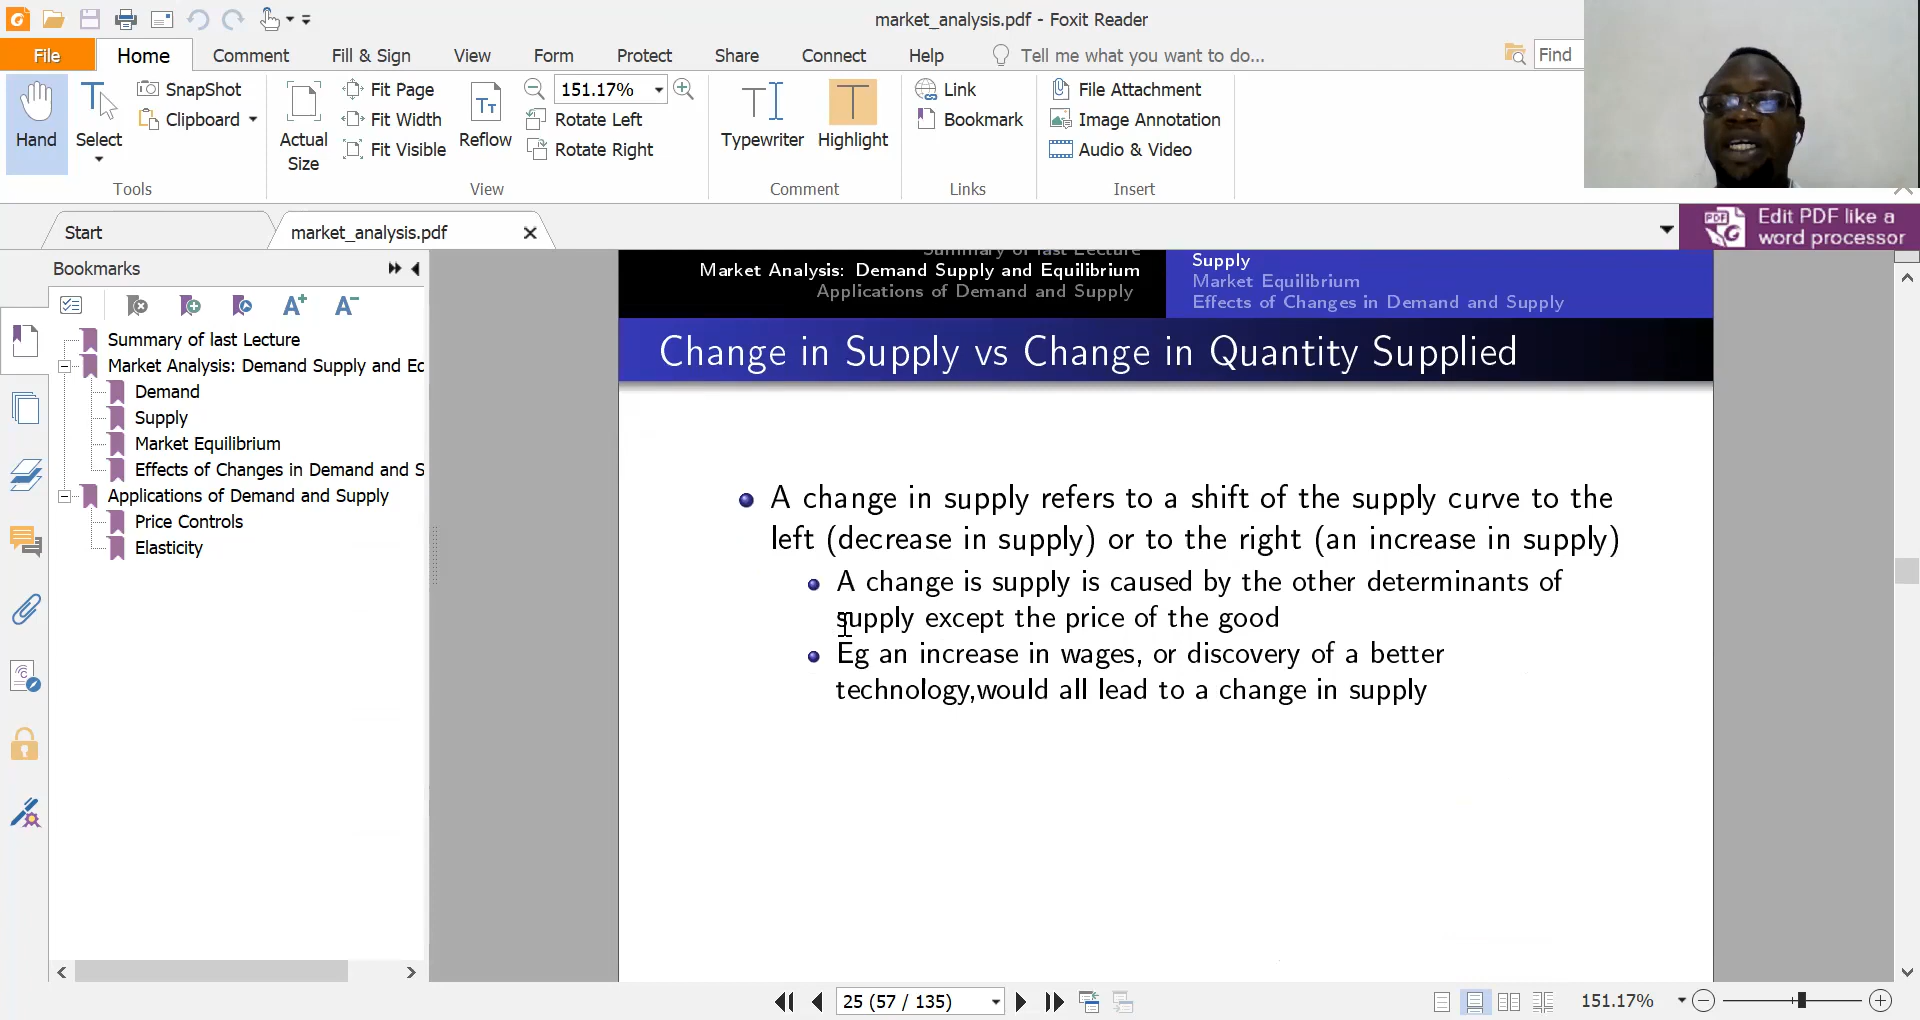 market_analysis.pdf - Foxit Reader
File Home Comment Fill & Sign View Form Protect Share Connect Help Tell me what you want to do... Find
Hand
Select
SnapShot
Clipboard
Tools
Actual
Size
Fit Page
Fit Width
Fit Visible
Reflow
151.17%
Rotate Left
Rotate Right
View
Typewriter
Highlight
Comment
Link
Bookmark
Links
File Attachment
Image Annotation
Audio & Video
Insert
Start
market_analysis.pdf
Edit PDF like a
word processor
Bookmarks
Summary of last Lecture
Market Analysis: Demand Supply and Ec
Demand
Supply
Market Equilibrium
Effects of Changes in Demand and S
Applications of Demand and Supply
Price Controls
Elasticity
Summary of last Lecture
Market Analysis: Demand Supply and Equilibrium
Applications of Demand and Supply
Supply
Market Equilibrium
Effects of Changes in Demand and Supply
Change in Supply vs Change in Quantity Supplied
A change in supply refers to a shift of the supply curve to the
left (decrease in supply) or to the right (an increase in supply)
A change is supply is caused by the other determinants of
supply except the price of the good
Eg an increase in wages, or discovery of a better
technology,would all lead to a change in supply
25 (57 / 135)
151.17%